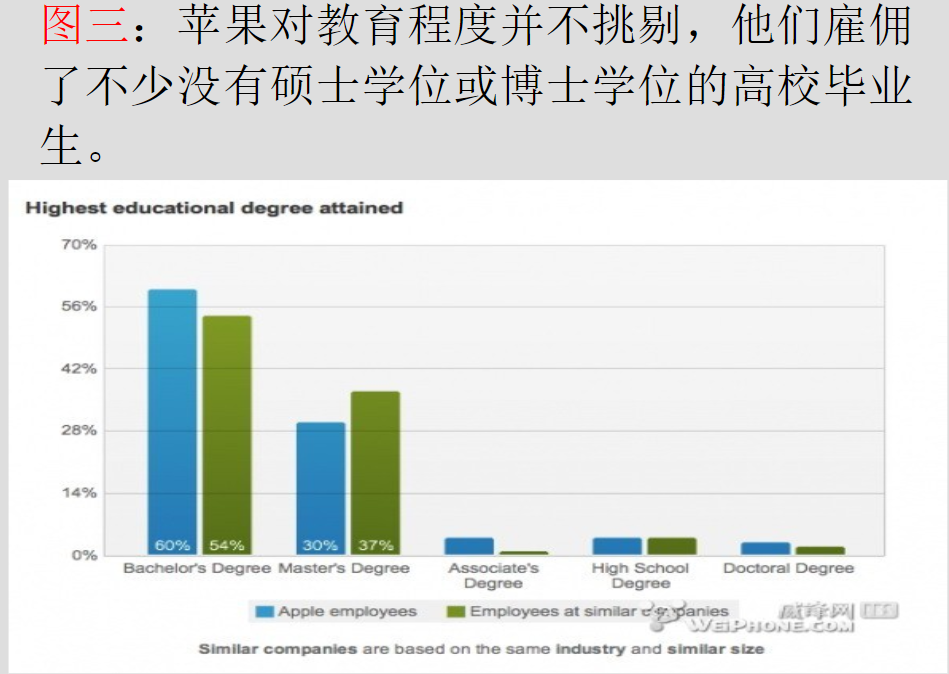 图三：苹果对教育程度并不挑剔，他们雇佣
了不少没有硕士学位或博士学位的高校毕业
生。
Highest educational degree attained
70%
56%
42%
28%
14%
0%
60% 54% 30% 37%
Bachelor's Degree Master's Degree Associate's Degree High School Degree Doctoral Degree
Apple employees Employees at similar companies
威锋网
WEIPHONE.COM
Similar companies are based on the same industry and similar size